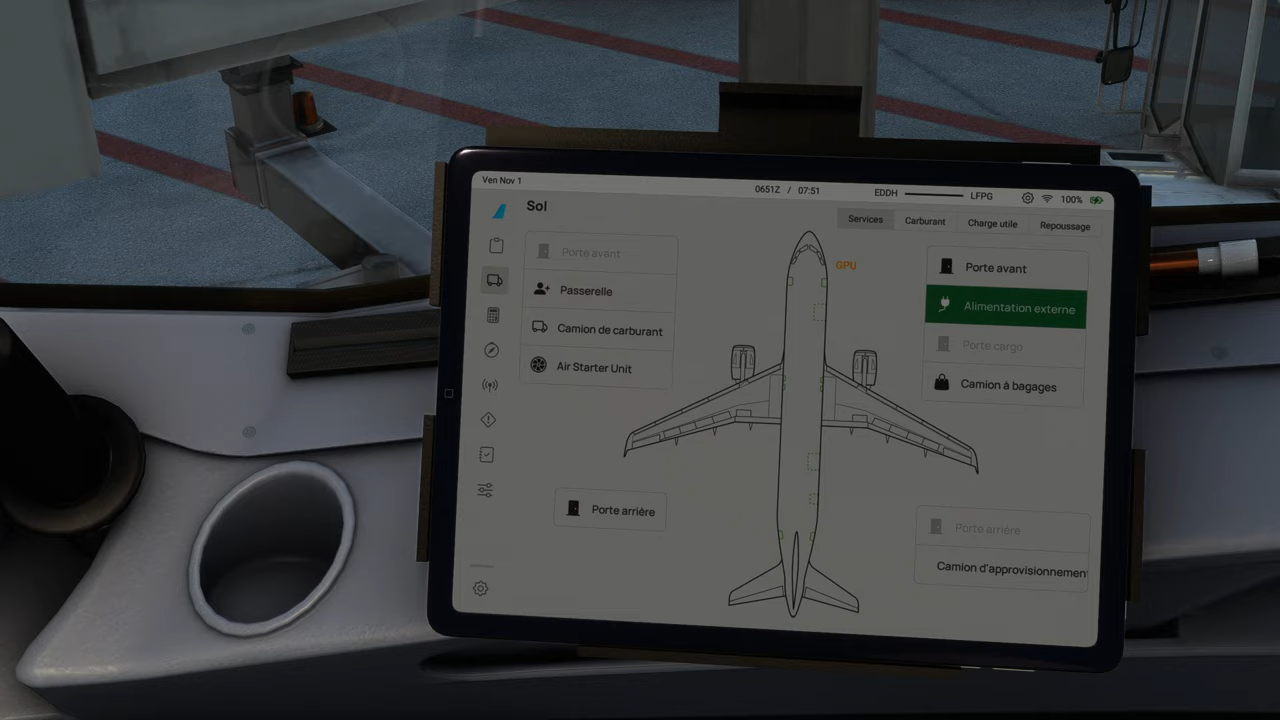 Ven Nov 1
0651Z / 07:51
EDDH
LFPG
100%
Sol
Services
Carburant
Charge utile
Repoussage
Porte avant
Passerelle
Camion de carburant
Air Starter Unit
GPU
Porte avant
Alimentation externe
Porte cargo
Camion à bagages
Porte arrière
Porte arrière
Camion d'approvisionnemen